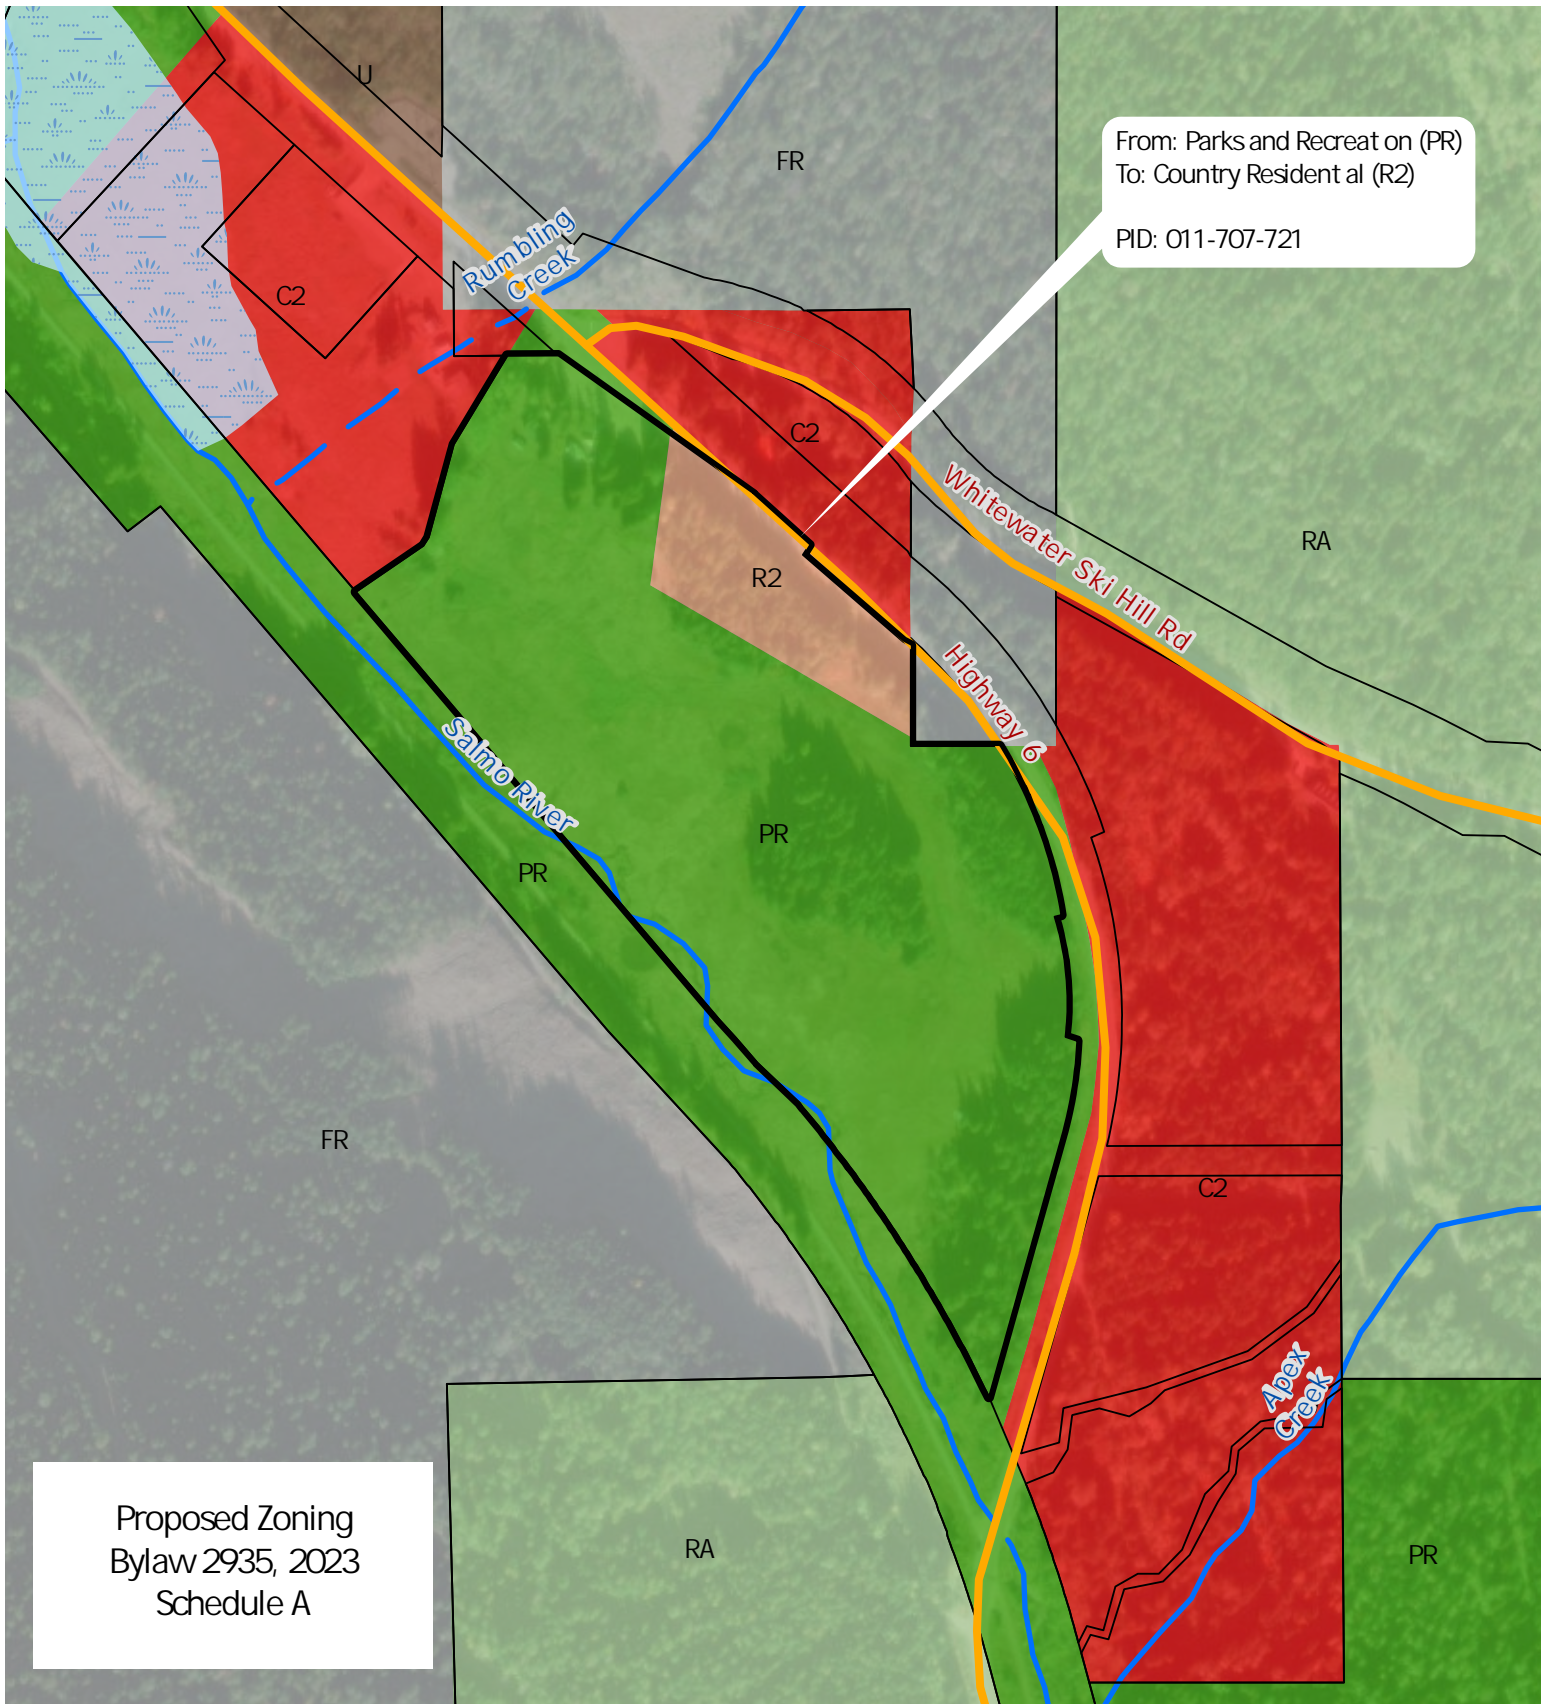 U
FR
From: Parks and Recreat on (PR)
To: Country Resident al (R2)
PID: 011-707-721
Rumbling
Creek
C2
C2
Whitewater Ski Hill Rd
RA
R2
Highway 6
Salmo River
PR
PR
FR
C2
Apex
Creek
Proposed Zoning
Bylaw 2935, 2023
Schedule A
RA
PR